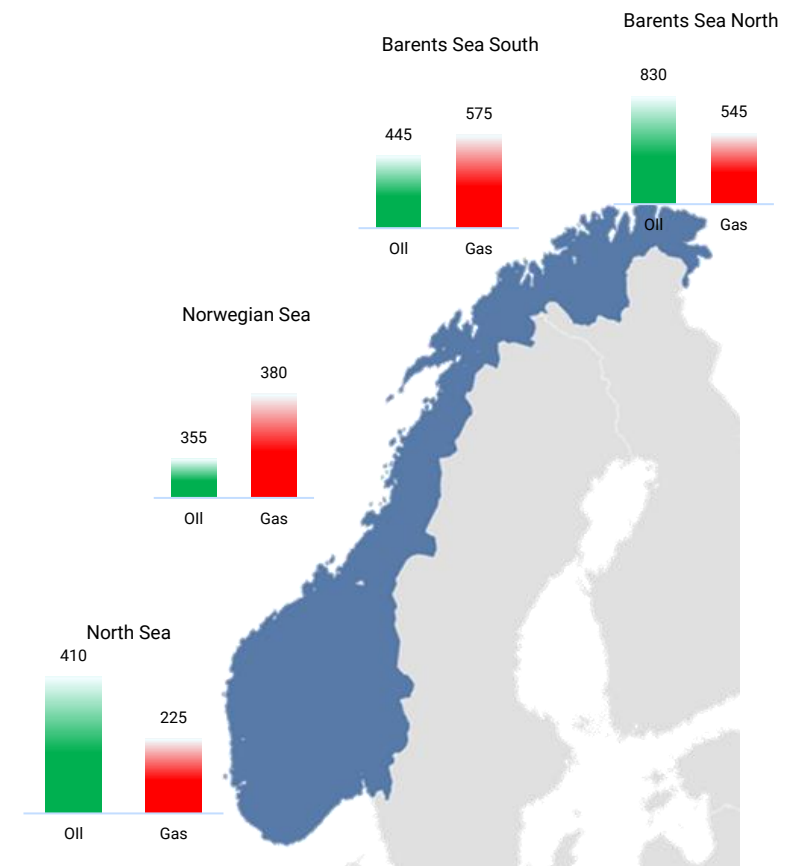 Barents Sea North
830
545
OIl
Gas
Barents Sea South
575
445
OIl
Gas
Norwegian Sea
380
355
OIl
Gas
North Sea
410
225
OIl
Gas